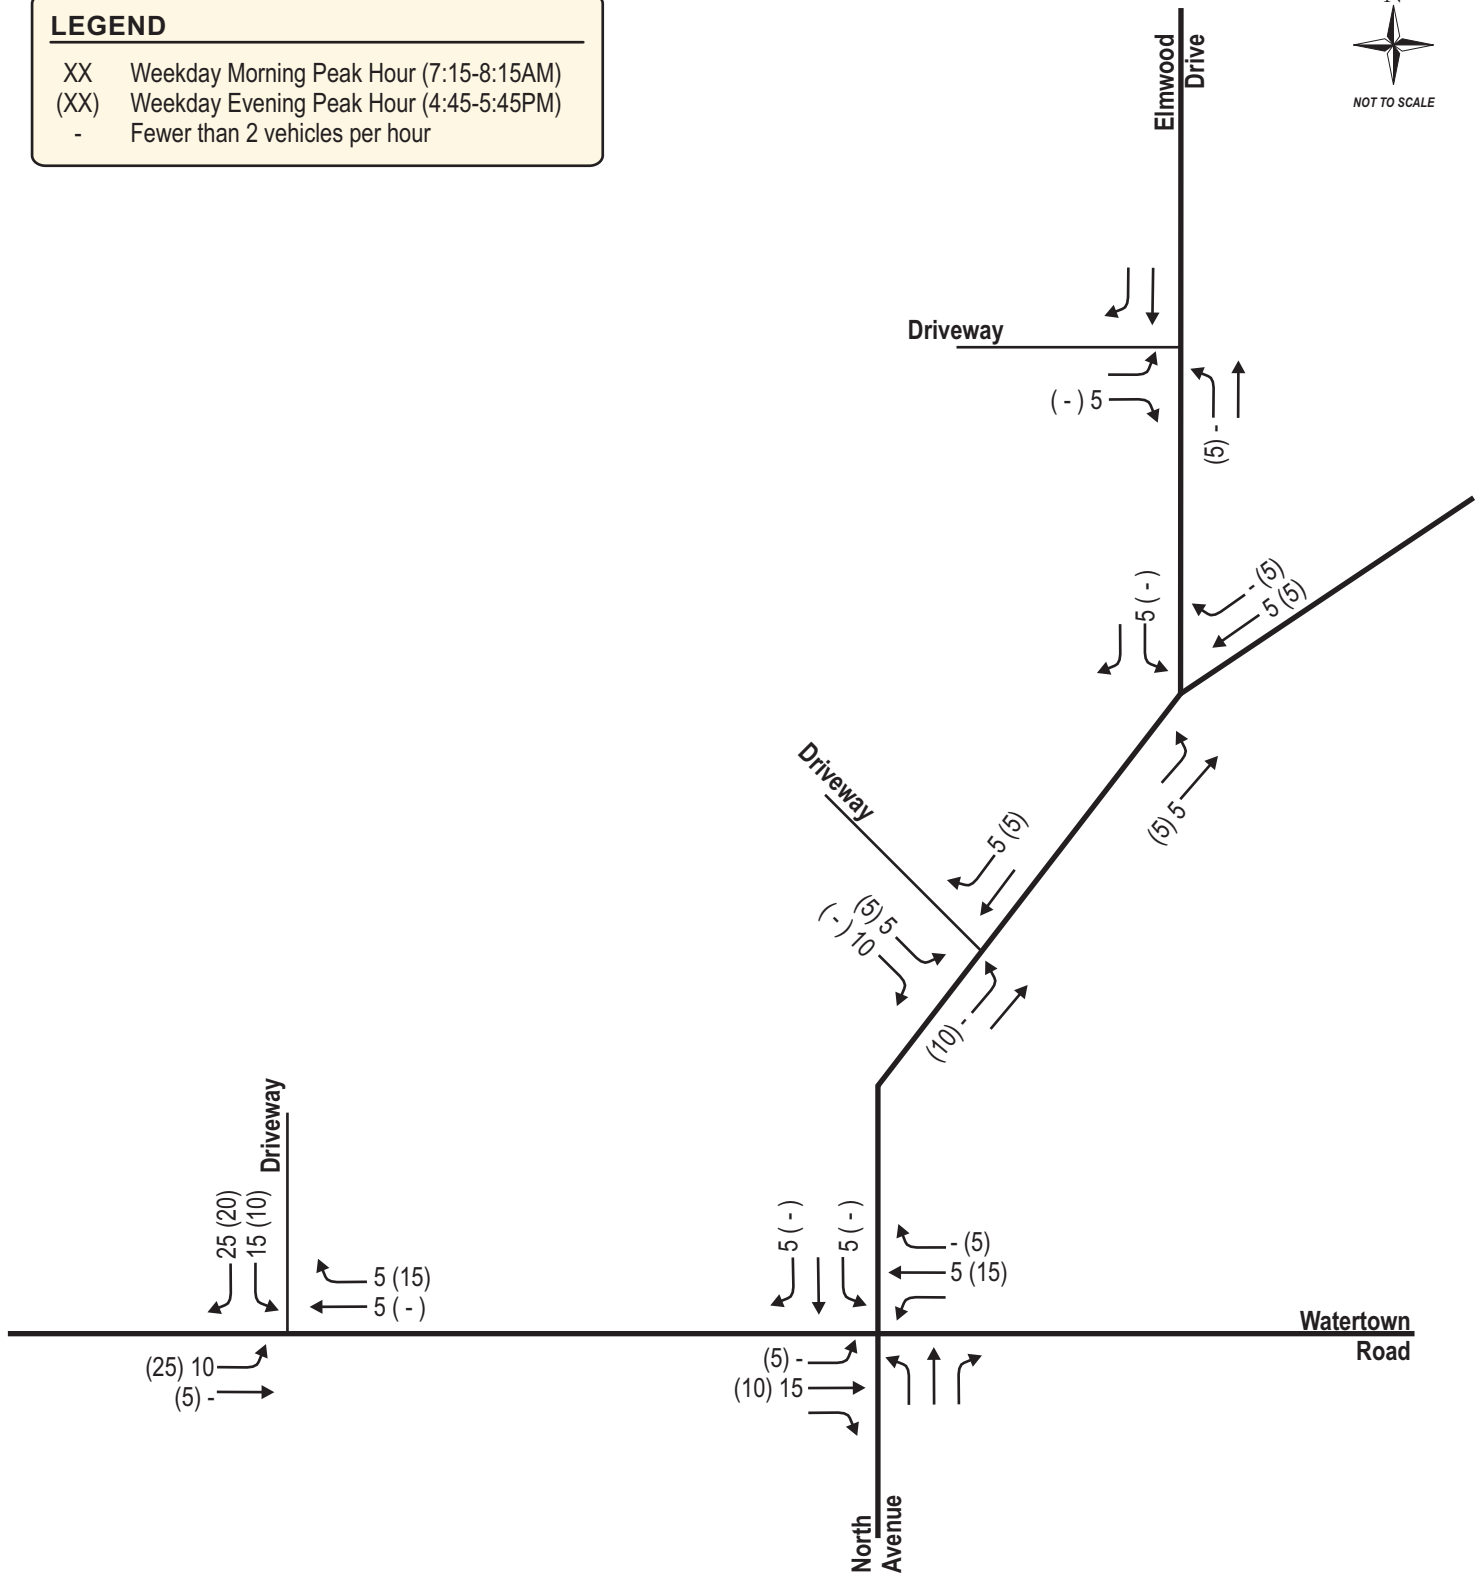 LEGEND
XX Weekday Morning Peak Hour (7:15-8:15AM)
(XX) Weekday Evening Peak Hour (4:45-5:45PM)
- Fewer than 2 vehicles per hour
N
NOT TO SCALE
Elmwood
Drive
Driveway
( - ) 5
(5) -
5 ( - )
- (5)
5 (5)
(5) 5
Driveway
5 (5)
(5) 5
( - ) 10
(10) -
Driveway
25 (20)
15 (10)
5 (15)
5 ( - )
(25) 10
(5) -
5 ( - )
5 ( - )
- (5)
5 (15)
(5) -
(10) 15
Watertown
Road
North
Avenue